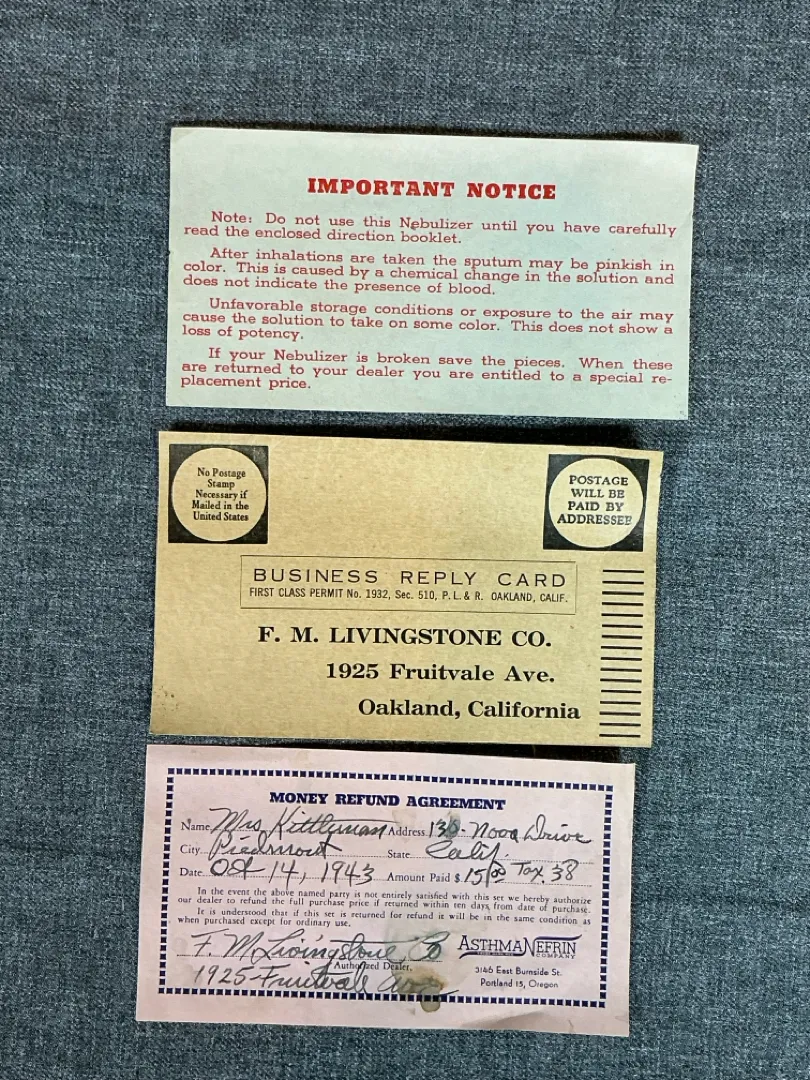 IMPORTANT NOTICE
Note: Do not use this Nebulizer until you have carefully
read the enclosed direction booklet.
After inhalations are taken the sputum may be pinkish in
color. This is caused by a chemical change in the solution and
does not indicate the presence of blood.
Unfavorable storage conditions or exposure to the air may
cause the solution to take on some color. This does not show a
loss of potency.
If your Nebulizer is broken save the pieces. When these
are returned to your dealer you are entitled to a special re-
placement price.
No Postage
Stamp
Necessary if
Mailed in the
United States
POSTAGE
WILL BE
PAID BY
ADDRESSEE
BUSINESS REPLY CARD
FIRST CLASS PERMIT No. 1932, Sec. 510, P. L. & R. OAKLAND, CALIF.
F. M. LIVINGSTONE CO.
1925 Fruitvale Ave.
Oakland, California
MONEY REFUND AGREEMENT
Name Mrs Kittleman Address Nova Drive
City Piedmont State Calif.
Date Oct 14, 1943 Amount Paid $ 15/00 Tax .38
In the event the above named party is not entirely satisfied with this set we hereby authorize
our dealer to refund the full purchase price if returned within ten days from date of purchase.
It is understood that if this set is returned for refund it will be in the same condition as
when purchased except for ordinary use.
F. M. Livingstone Co
Authorized Dealer,
1925 Fruitvale Ave
ASTHMANEFRIN
COMPANY
3146 East Burnside St.
Portland 15, Oregon